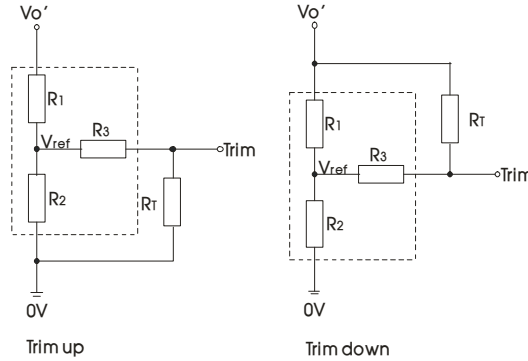 Vo’
R1
Vref
R3
Trim
R2
RT
0V
Trim up
Vo’
R1
RT
Vref
R3
Trim
R2
0V
Trim down